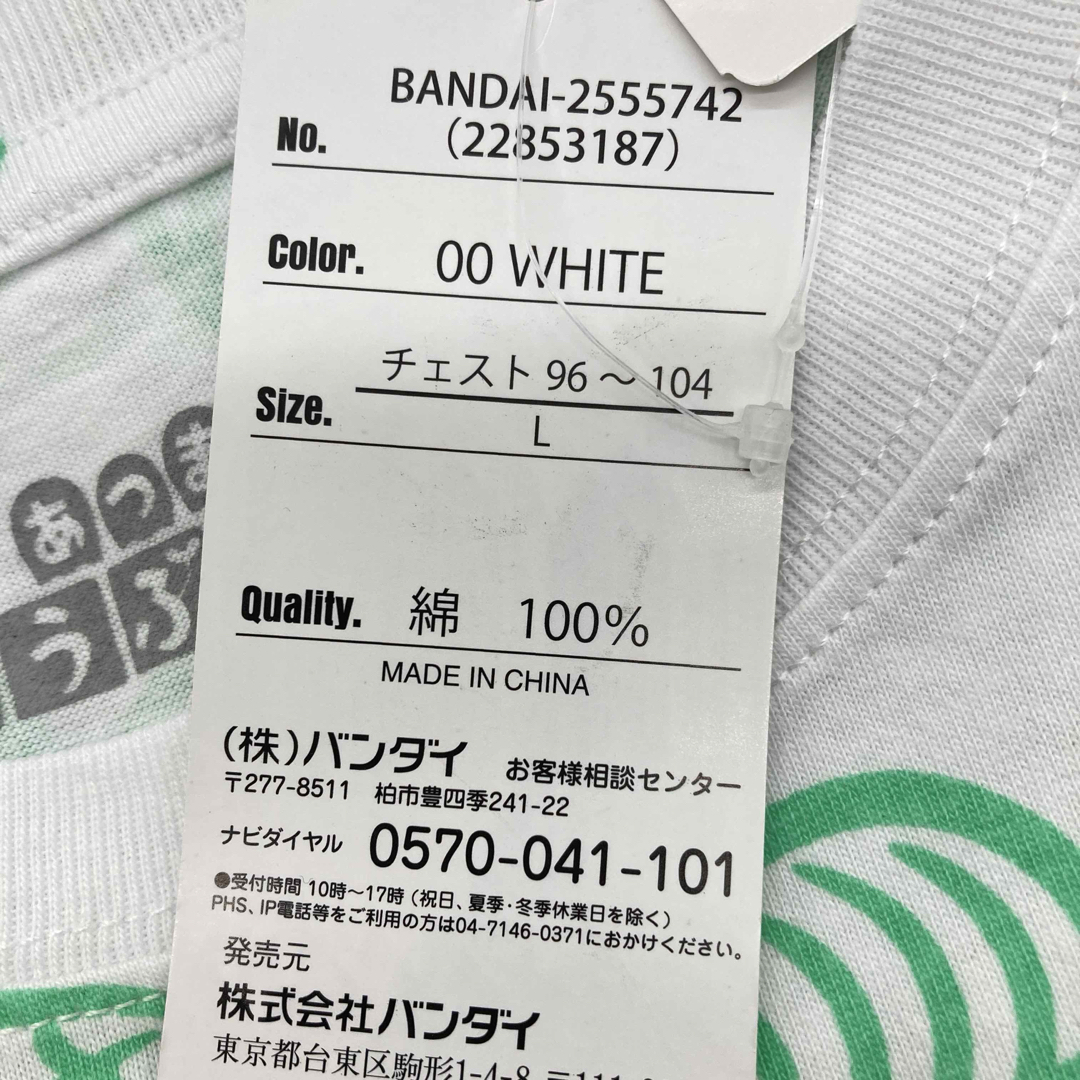 BANDAI-2555742
No. (22853187)
Color. 00 WHITE
チェスト 96 ～ 104
Size.
L
あつま
うぶ
Quality. 綿 100%
MADE IN CHINA
(株)バンダイ お客様相談センター
〒277-8511 柏市豊四季241-22
ナビダイヤル 0570-041-101
●受付時間 10時～17時 (祝日、夏季・冬季休業日を除く)
PHS、IP電話等をご利用の方は04-7146-0371におかけください。
発売元
株式会社バンダイ
東京都台東区駒形1-4-8